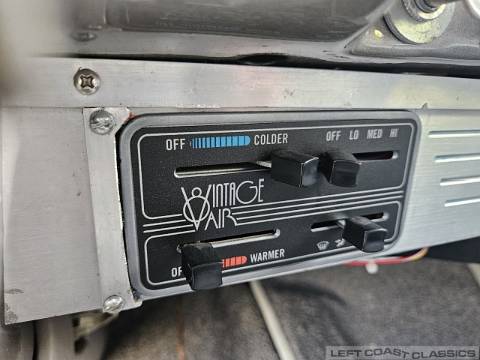 OFF COLDER OFF LO MED HI
VINTAGE
AIR
WARMER
LEFT COAST CLASSICS